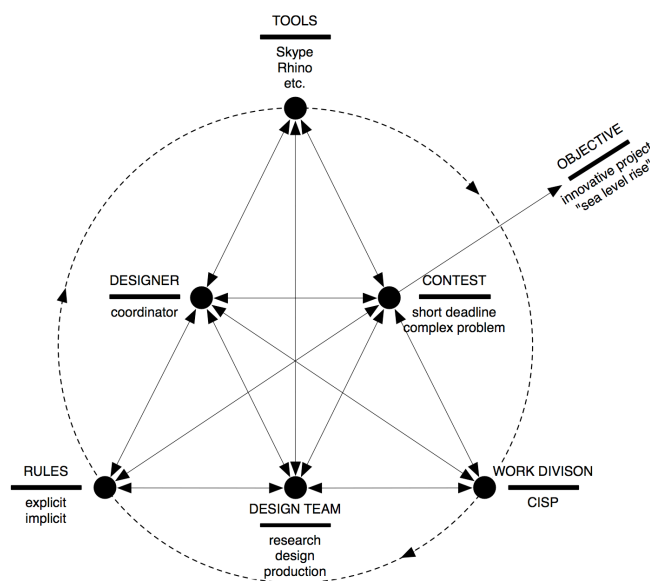 TOOLS
Skype
Rhino
etc.
OBJECTIVE
innovative project
"sea level rise"
DESIGNER
coordinator
CONTEST
short deadline
complex problem
RULES
explicit
implicit
DESIGN TEAM
research
design
production
WORK DIVISON
CISP